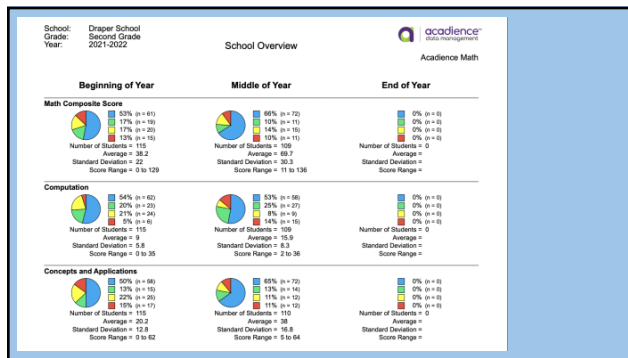 School: Draper School
Grade: Second Grade
Year: 2021-2022
School Overview
acadience™
data management
Acadience Math
Beginning of Year Middle of Year End of Year
Math Composite Score
53% (n = 61) 66% (n = 72) 0% (n = 0)
17% (n = 19) 10% (n = 11) 0% (n = 0)
17% (n = 20) 14% (n = 15) 0% (n = 0)
13% (n = 15) 10% (n = 11) 0% (n = 0)
Number of Students = 115 Number of Students = 109 Number of Students = 0
Average = 38.2 Average = 69.7 Average =
Standard Deviation = 22 Standard Deviation = 30.3 Standard Deviation =
Score Range = 0 to 129 Score Range = 11 to 136 Score Range =
Computation
54% (n = 62) 53% (n = 58) 0% (n = 0)
20% (n = 23) 25% (n = 27) 0% (n = 0)
21% (n = 24) 8% (n = 9) 0% (n = 0)
5% (n = 6) 14% (n = 15) 0% (n = 0)
Number of Students = 115 Number of Students = 109 Number of Students = 0
Average = 9 Average = 15.9 Average =
Standard Deviation = 5.8 Standard Deviation = 8.3 Standard Deviation =
Score Range = 0 to 35 Score Range = 2 to 36 Score Range =
Concepts and Applications
50% (n = 58) 65% (n = 72) 0% (n = 0)
13% (n = 15) 13% (n = 14) 0% (n = 0)
22% (n = 25) 11% (n = 12) 0% (n = 0)
15% (n = 17) 11% (n = 12) 0% (n = 0)
Number of Students = 115 Number of Students = 110 Number of Students = 0
Average = 20.2 Average = 38 Average =
Standard Deviation = 12.8 Standard Deviation = 16.8 Standard Deviation =
Score Range = 0 to 62 Score Range = 5 to 64 Score Range =